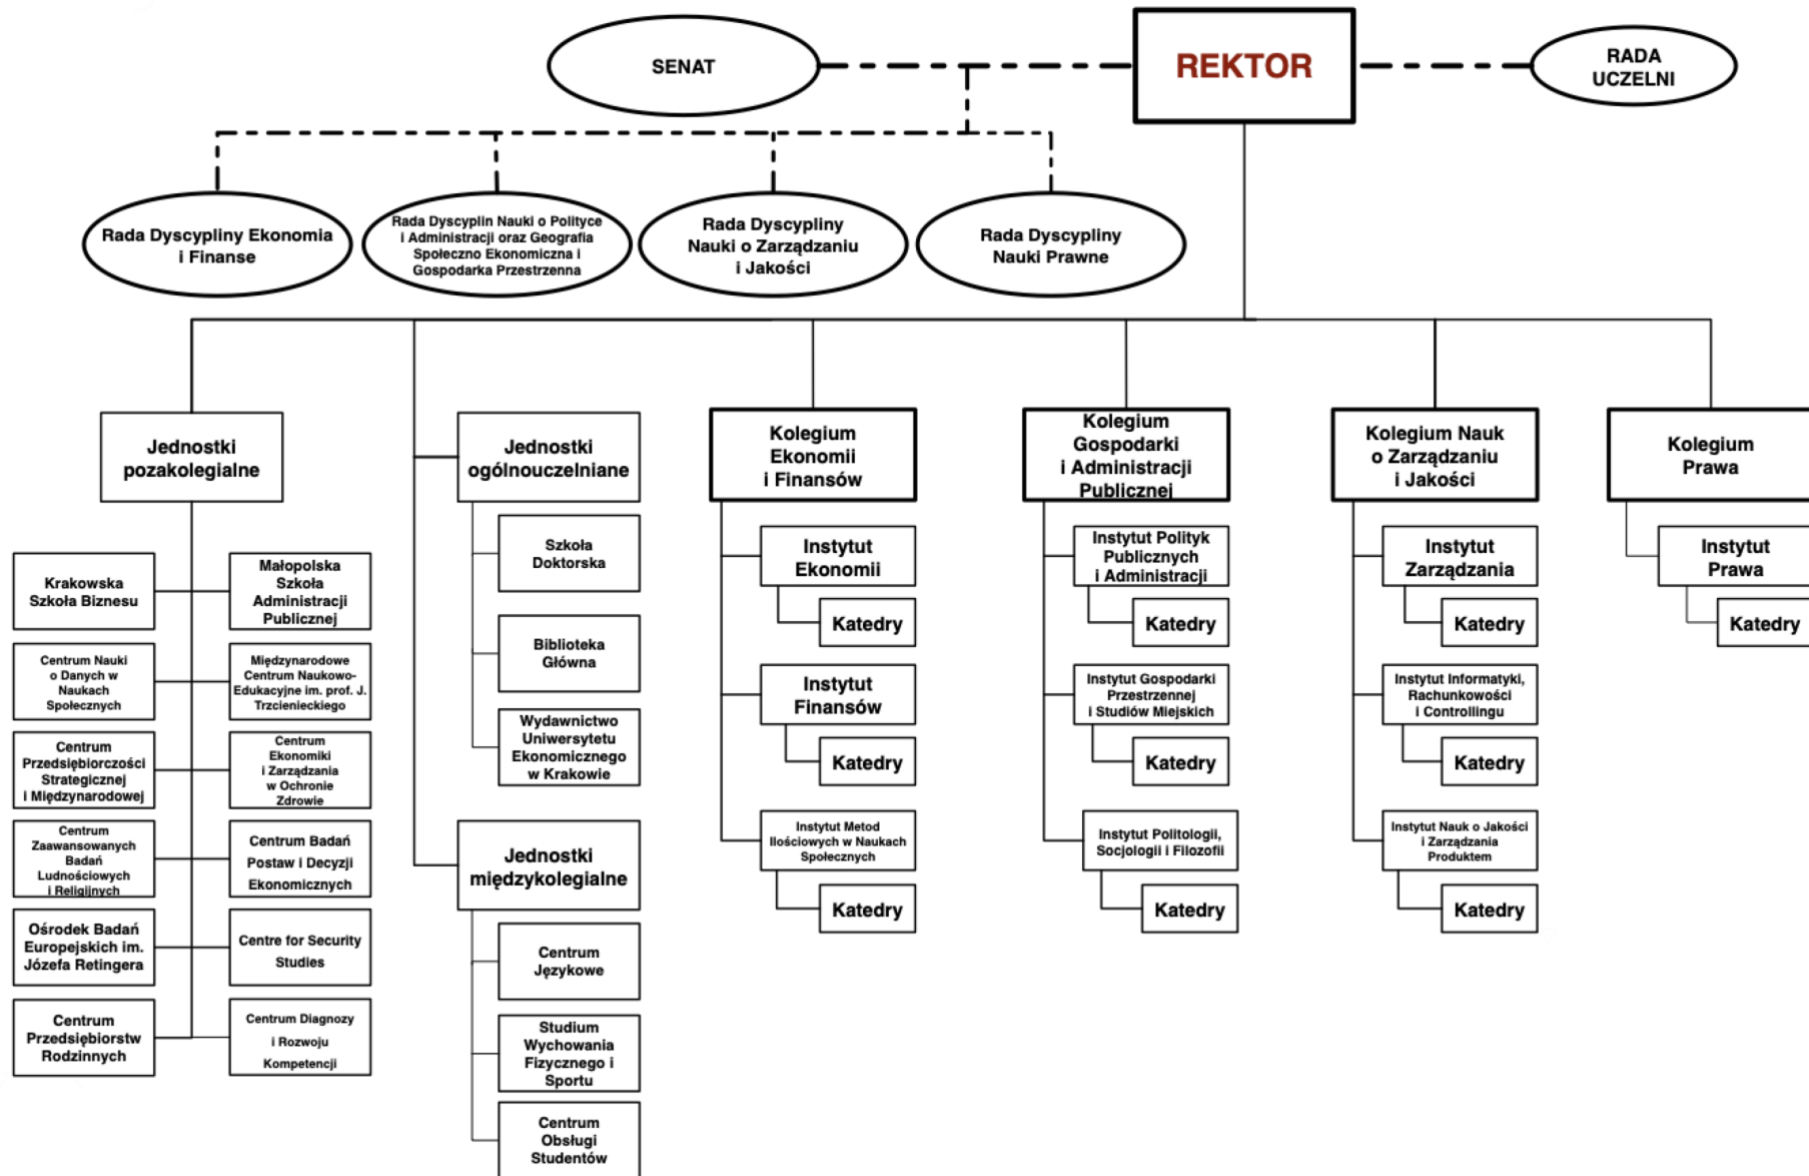 SENAT
REKTOR
RADA
UCZELNI
Rada Dyscypliny Ekonomia
i Finanse
Rada Dyscyplin Nauki o Polityce
i Administracji oraz Geografia
Społeczno Ekonomiczna i
Gospodarka Przestrzenna
Rada Dyscypliny
Nauki o Zarządzaniu
i Jakości
Rada Dyscypliny
Nauki Prawne
Jednostki
pozakolegialne
Krakowska
Szkoła Biznesu
Małopolska
Szkoła
Administracji
Publicznej
Centrum Nauki
o Danych w
Naukach
Społecznych
Międzynarodowe
Centrum Naukowo-
Edukacyjne im. prof. J.
Trzcienieckiego
Centrum
Przedsiębiorczości
Strategicznej
i Międzynarodowej
Centrum
Ekonomiki
i Zarządzania
w Ochronie
Zdrowie
Centrum
Zaawansowanych
Badań
Ludnościowych
i Religijnych
Centrum Badań
Postaw i Decyzji
Ekonomicznych
Ośrodek Badań
Europejskich im.
Józefa Retingera
Centre for Security
Studies
Centrum
Przedsiębiorstw
Rodzinnych
Centrum Diagnozy
i Rozwoju
Kompetencji
Jednostki
ogólnouczelniane
Szkoła
Doktorska
Biblioteka
Główna
Wydawnictwo
Uniwersytetu
Ekonomicznego
w Krakowie
Jednostki
międzykolegialne
Centrum
Językowe
Studium
Wychowania
Fizycznego i
Sportu
Centrum
Obsługi
Studentów
Kolegium
Ekonomii
i Finansów
Instytut
Ekonomii
Katedry
Instytut
Finansów
Katedry
Instytut Metod
Ilościowych w Naukach
Społecznych
Katedry
Kolegium
Gospodarki
i Administracji
Publicznej
Instytut Polityk
Publicznych
i Administracji
Katedry
Instytut Gospodarki
Przestrzennej
i Studiów Miejskich
Katedry
Instytut Politologii,
Socjologii i Filozofii
Katedry
Kolegium Nauk
o Zarządzaniu
i Jakości
Instytut
Zarządzania
Katedry
Instytut Informatyki,
Rachunkowości
i Controllingu
Katedry
Instytut Nauk o Jakości
i Zarządzania
Produktem
Katedry
Kolegium
Prawa
Instytut
Prawa
Katedry